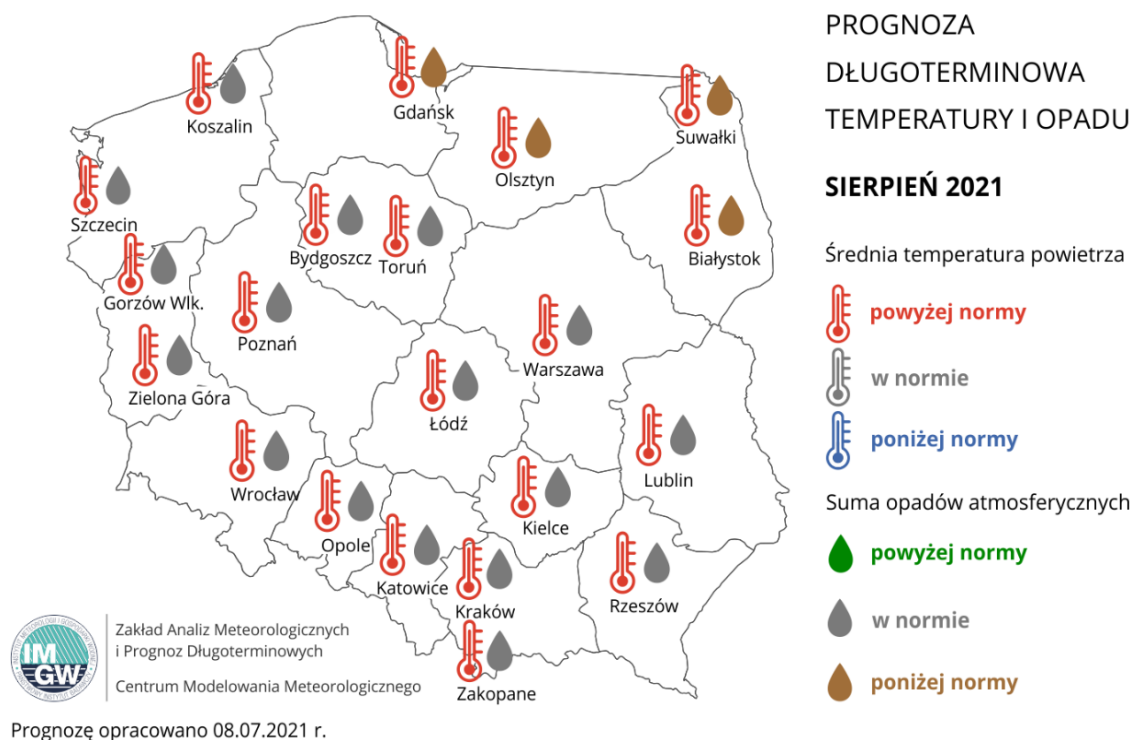 PROGNOZA
DŁUGOTERMINOWA
TEMPERATURY I OPADU
SIERPIEŃ 2021
Średnia temperatura powietrza
powyżej normy
w normie
poniżej normy
Suma opadów atmosferycznych
powyżej normy
w normie
poniżej normy
Koszalin
Gdańsk
Suwałki
Olsztyn
Szczecin
Bydgoszcz
Toruń
Białystok
Gorzów Wlk.
Poznań
Warszawa
Zielona Góra
Łódź
Lublin
Wrocław
Kielce
Opole
Katowice
Kraków
Rzeszów
Zakopane
IM
GW
Zakład Analiz Meteorologicznych
i Prognoz Długoterminowych
Centrum Modelowania Meteorologicznego
Prognozę opracowano 08.07.2021 r.